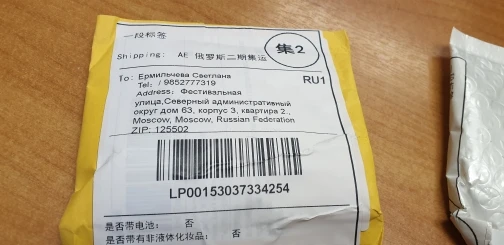 一段标签
Shipping: AE 俄罗斯二期集运
集2
RU1
To: Ермильчева Светлана
Tel: / 9852777319
Address: Фестивальная
улица,Северный административный
округ дом 63, корпус 3, квартира 2.,
Moscow, Moscow, Russian Federation
ZIP: 125502
LP00153037334254
是否带电池: 否
是否带有非液体化妆品: 否